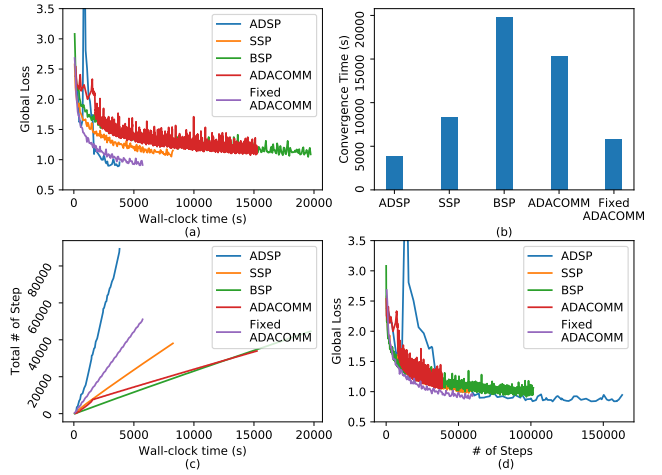 3.5
3.0
2.5
2.0
1.5
1.0
0.5
Global Loss
ADSP
SSP
BSP
ADACOMM
Fixed
ADACOMM
0 5000 10000 15000 20000
Wall-clock time (s)
(a)
20000
15000
10000
5000
0
Convergence Time (s)
ADSP SSP BSP ADACOMM Fixed
ADACOMM
(b)
80000
60000
40000
20000
0
Total # of Step
ADSP
SSP
BSP
ADACOMM
Fixed
ADACOMM
0 5000 10000 15000 20000
Wall-clock time (s)
(c)
3.5
3.0
2.5
2.0
1.5
1.0
0.5
Global Loss
ADSP
SSP
BSP
ADACOMM
Fixed
ADACOMM
0 50000 100000 150000
# of Steps
(d)